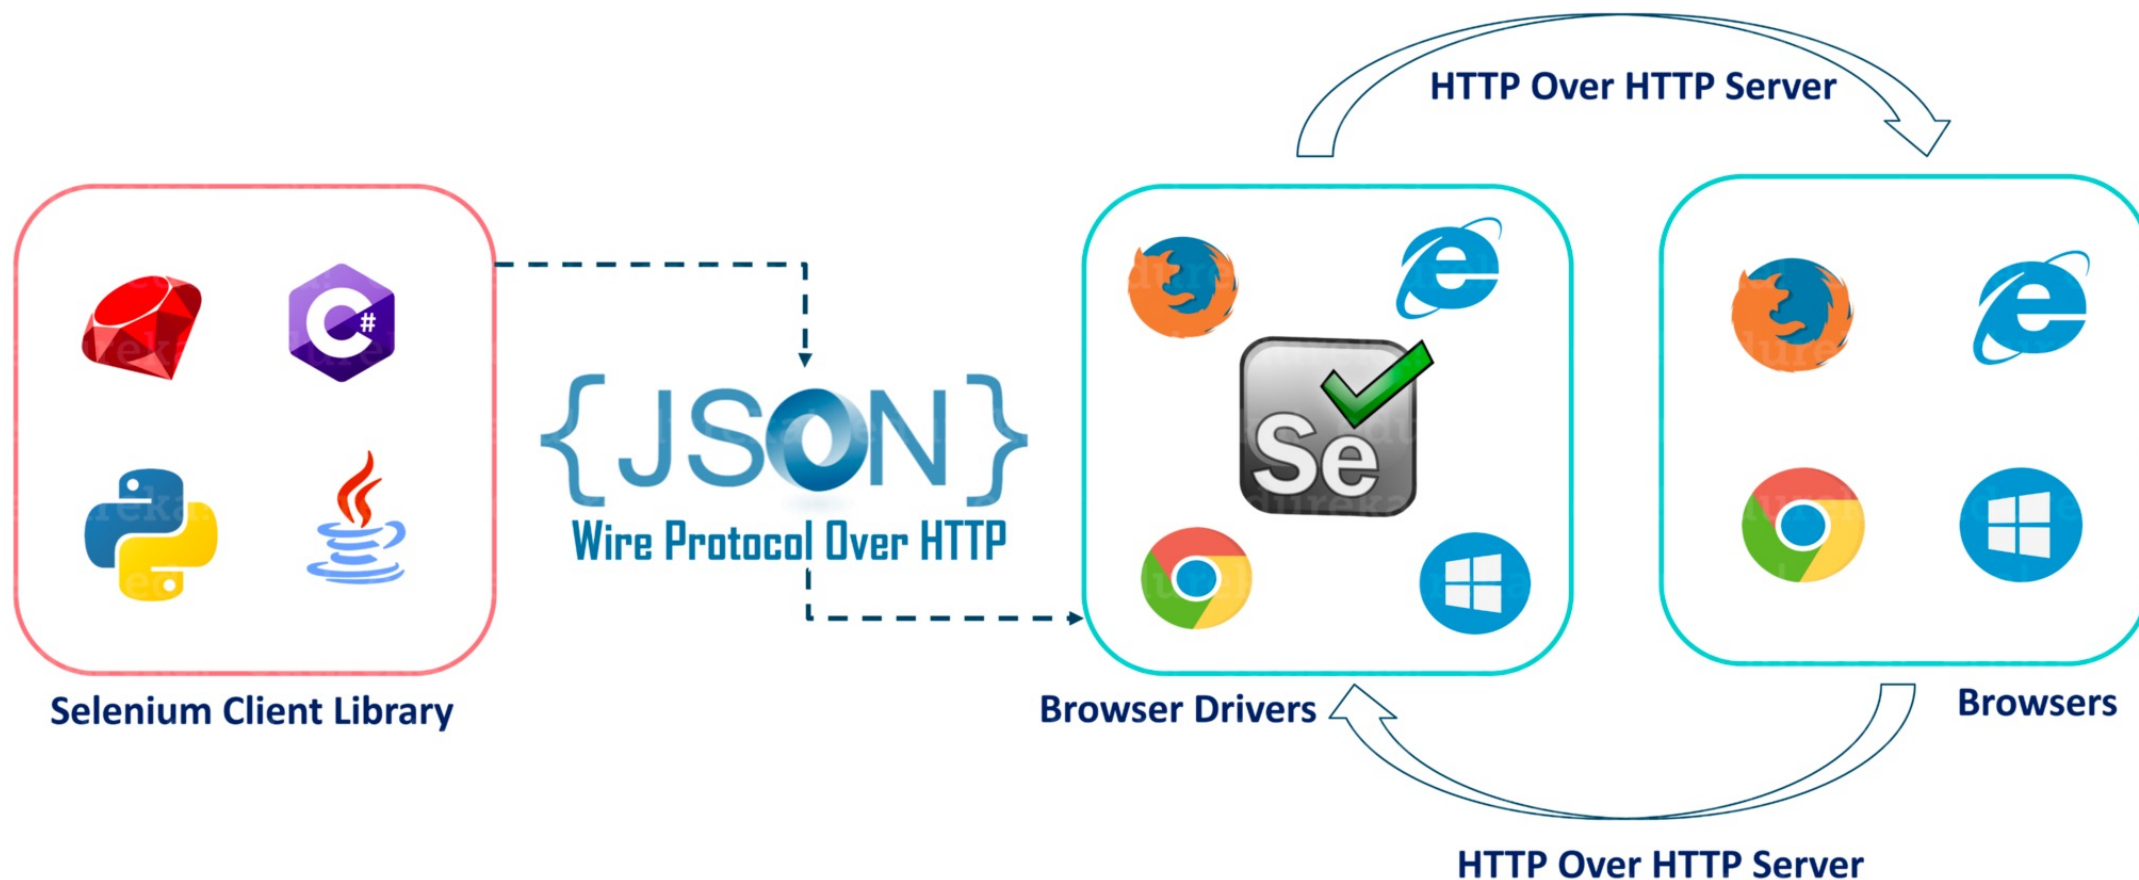 HTTP Over HTTP Server
C#
{JSON}
Wire Protocol Over HTTP
Se
Selenium Client Library
Browser Drivers
Browsers
HTTP Over HTTP Server